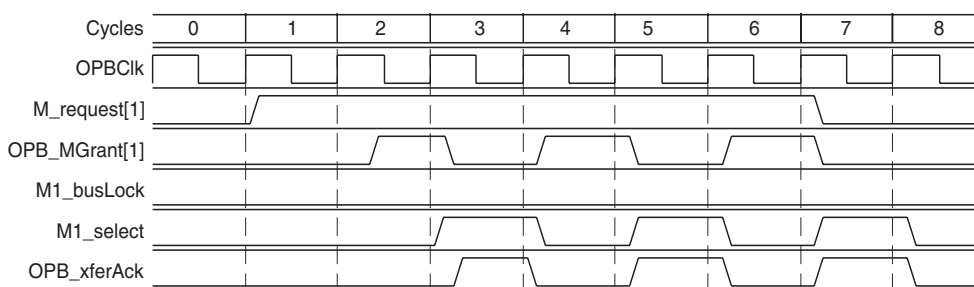 Cycles 0 1 2 3 4 5 6 7 8
OPBClk
M_request[1]
OPB_MGrant[1]
M1_busLock
M1_select
OPB_xferAck